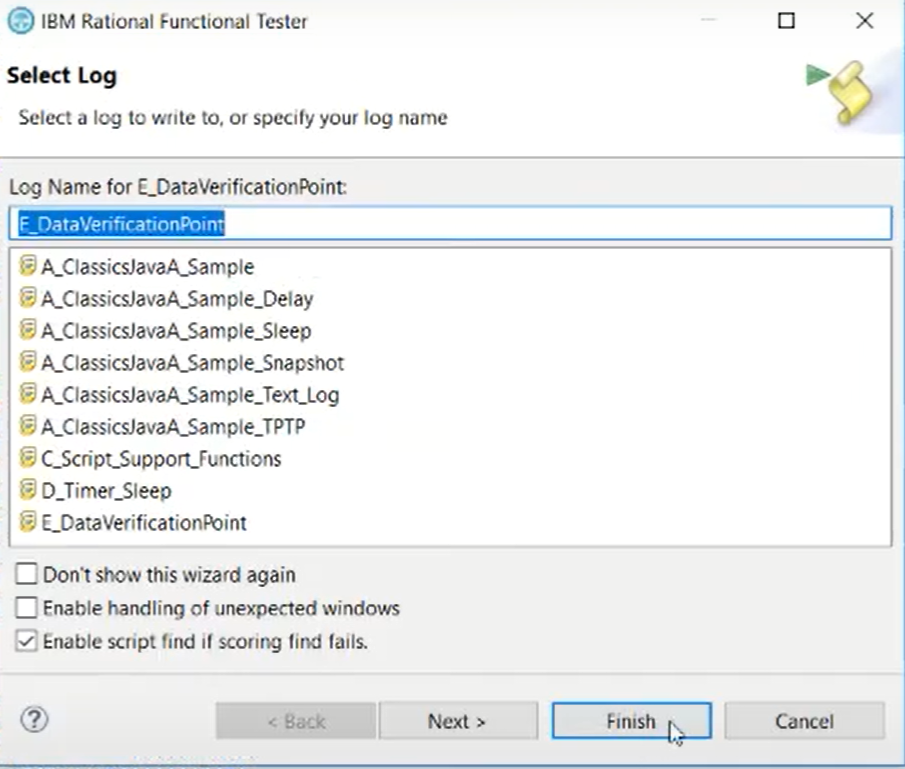 IBM Rational Functional Tester
Select Log
Select a log to write to, or specify your log name
Log Name for E_DataVerificationPoint:
E_DataVerificationPoint
A_ClassicsJavaA_Sample
A_ClassicsJavaA_Sample_Delay
A_ClassicsJavaA_Sample_Sleep
A_ClassicsJavaA_Sample_Snapshot
A_ClassicsJavaA_Sample_Text_Log
A_ClassicsJavaA_Sample_TPTP
C_Script_Support_Functions
D_Timer_Sleep
E_DataVerificationPoint
Don't show this wizard again
Enable handling of unexpected windows
Enable script find if scoring find fails.
? < Back Next > Finish Cancel